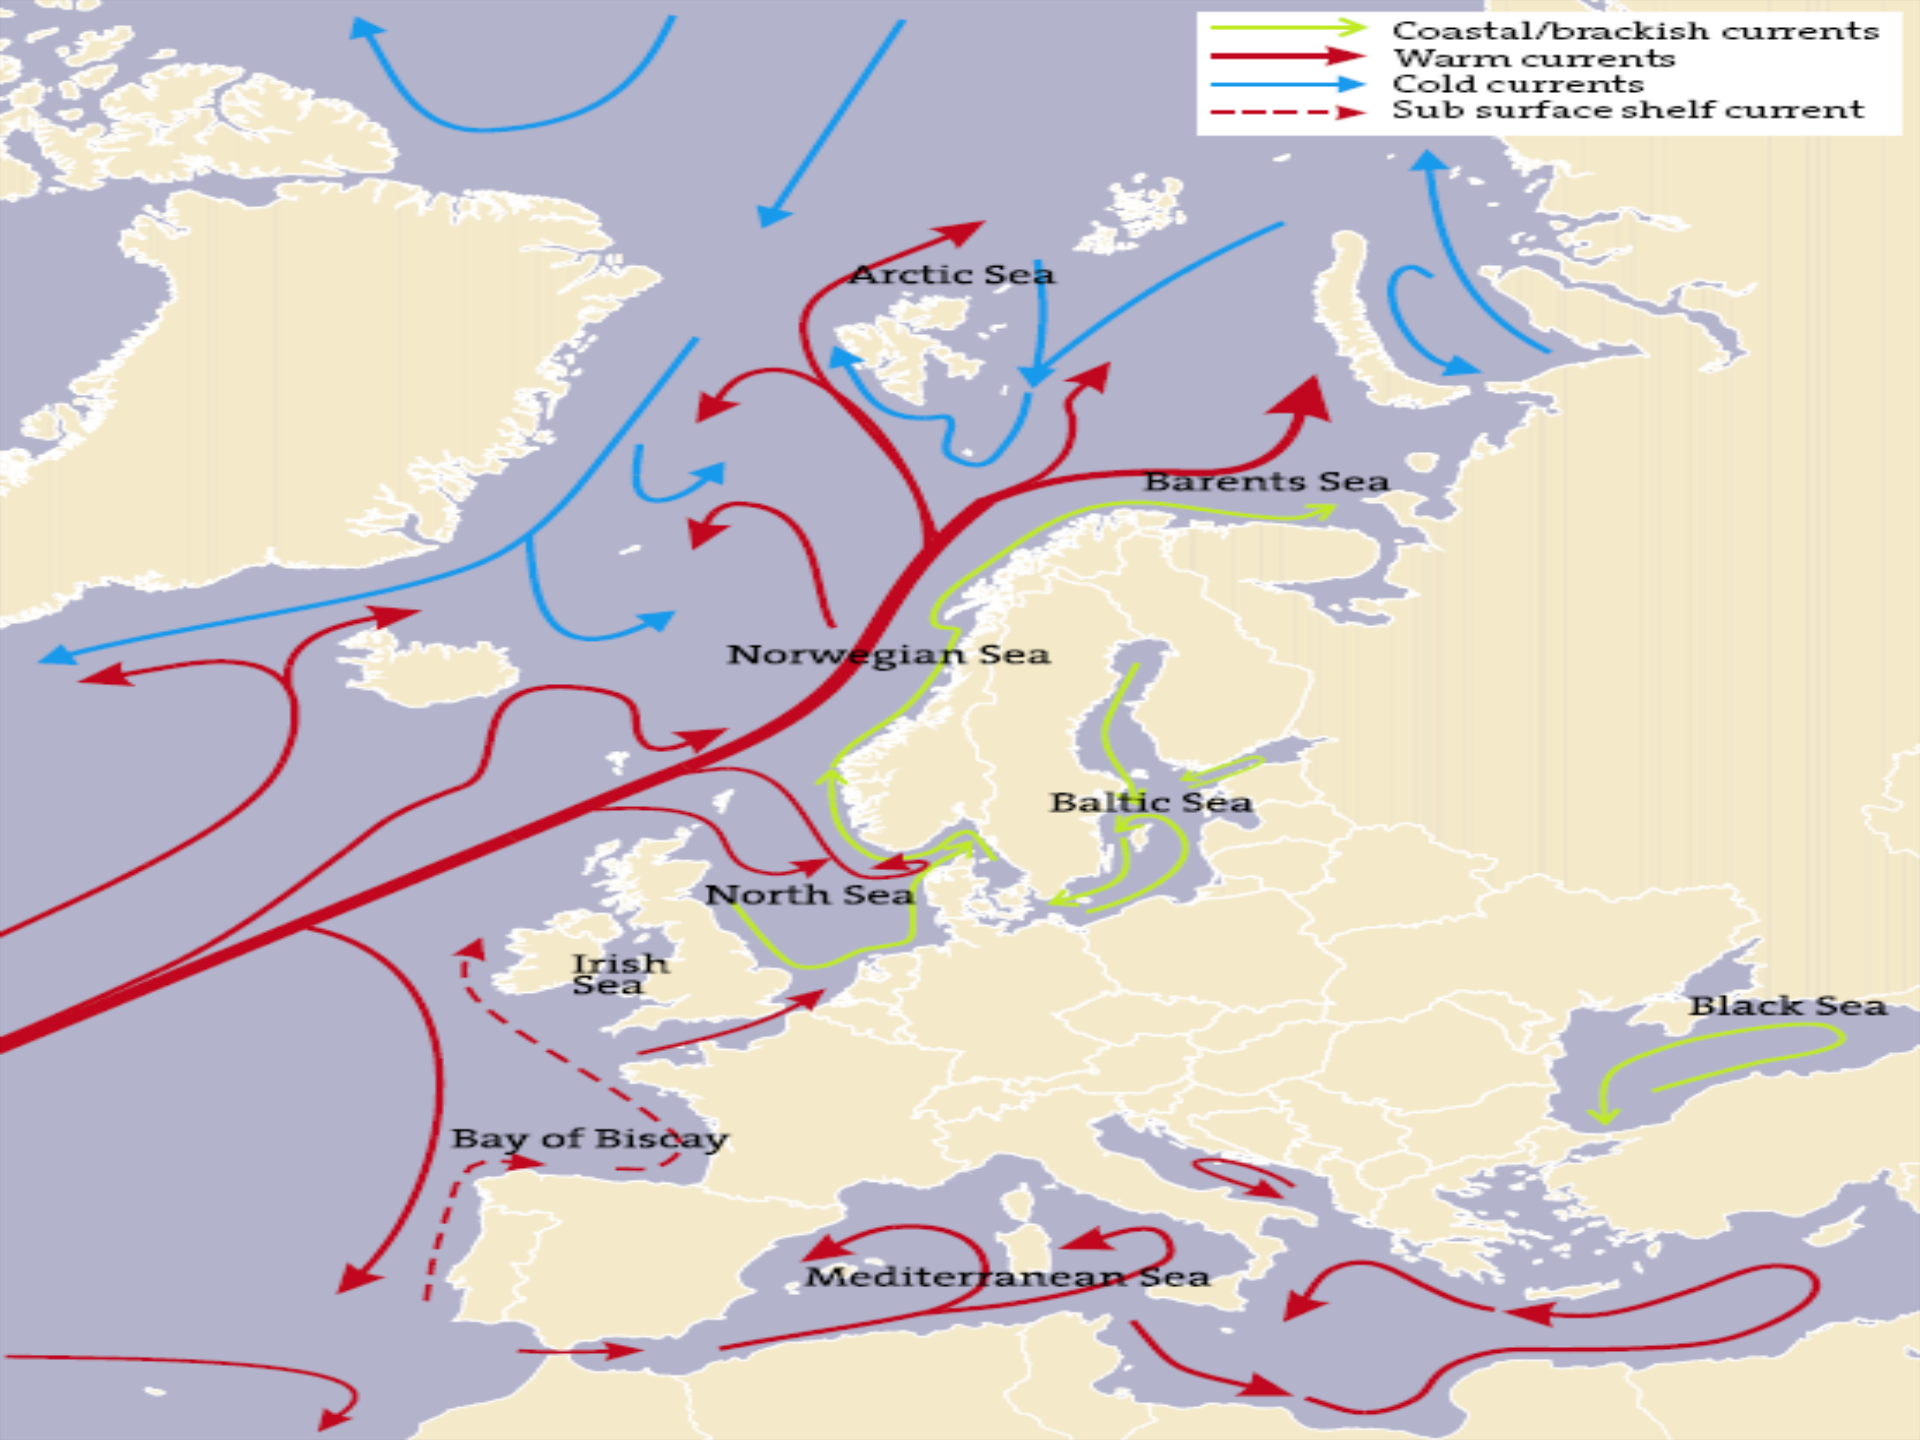 Coastal/brackish currents
Warm currents
Cold currents
Sub surface shelf current
Arctic Sea
Barents Sea
Norwegian Sea
Baltic Sea
North Sea
Irish
Sea
Black Sea
Bay of Biscay
Mediterranean Sea